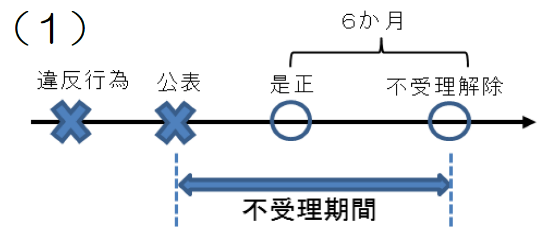 （１）
６か月
違反行為 公表 是正 不受理解除
不受理期間